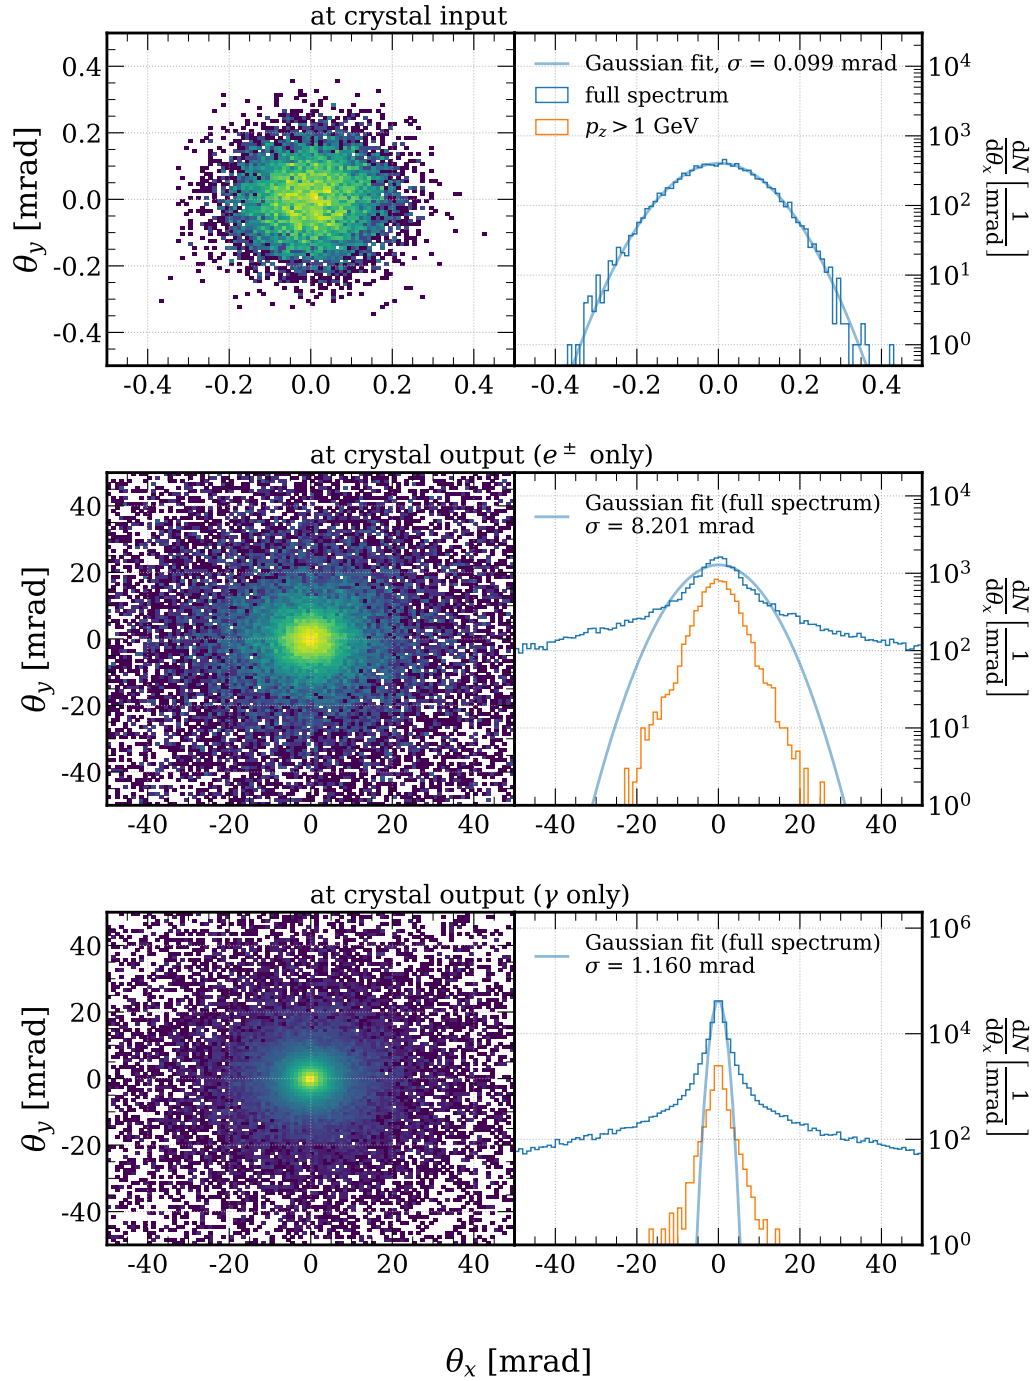 at crystal input
θy [mrad]
0.4
0.2
0.0
-0.2
-0.4
-0.4 -0.2 0.0 0.2 0.4
Gaussian fit, σ = 0.099 mrad
full spectrum
pz > 1 GeV
10^4
10^3
10^2
10^1
10^0
dN/dθx [1/mrad]
-0.4 -0.2 0.0 0.2 0.4
at crystal output (e± only)
θy [mrad]
40
20
0
-20
-40
-40 -20 0 20 40
Gaussian fit (full spectrum)
σ = 8.201 mrad
10^4
10^3
10^2
10^1
10^0
dN/dθx [1/mrad]
-40 -20 0 20 40
at crystal output (γ only)
θy [mrad]
40
20
0
-20
-40
-40 -20 0 20 40
Gaussian fit (full spectrum)
σ = 1.160 mrad
10^6
10^4
10^2
10^0
dN/dθx [1/mrad]
-40 -20 0 20 40
θx [mrad]